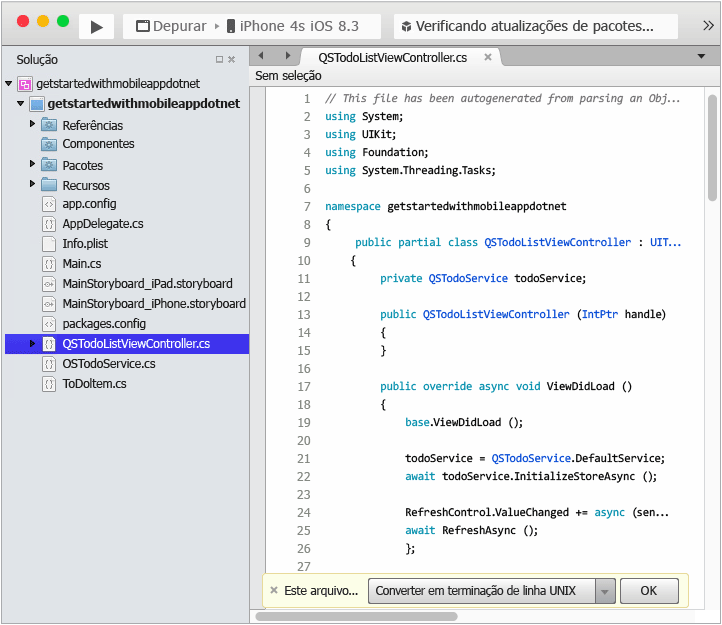 Depurar iPhone 4s iOS 8.3 Verificando atualizações de pacotes... »
Solução
getstartedwithmobileappdotnet
getstartedwithmobileappdotnet
Referências
Componentes
Pacotes
Recursos
app.config
AppDelegate.cs
Info.plist
Main.cs
MainStoryboard_iPad.storyboard
MainStoryboard_iPhone.storyboard
packages.config
QSTodoListViewController.cs
OSTodoService.cs
ToDoltem.cs
QSTodoListViewController.cs
Sem seleção
1 // This file has been autogenerated from parsing an Obj...
2 using System;
3 using UIKit;
4 using Foundation;
5 using System.Threading.Tasks;
6
7 namespace getstartedwithmobileappdotnet
8 {
9 public partial class QSTodoListViewController : UIT...
10 {
11 private QSTodoService todoService;
12
13 public QSTodoListViewController (IntPtr handle)
14 {
15 }
16
17 public override async void ViewDidLoad ()
18 {
19 base.ViewDidLoad ();
20
21 todoService = QSTodoService.DefaultService;
22 await todoService.InitializeStoreAsync ();
23
24 RefreshControl.ValueChanged += async (sen...
25 await RefreshAsync ();
26 };
27
Este arquivo... Converter em terminação de linha UNIX OK